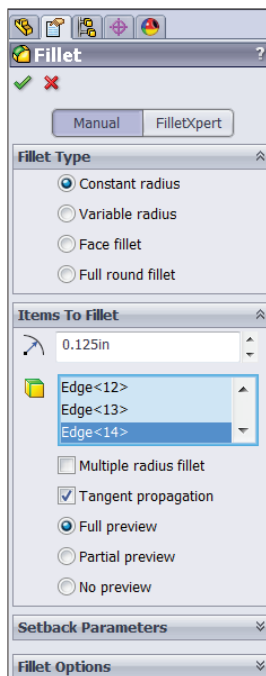 Fillet ?
Manual FilletXpert
Fillet Type
Constant radius
Variable radius
Face fillet
Full round fillet
Items To Fillet
0.125in
Edge<12>
Edge<13>
Edge<14>
Multiple radius fillet
Tangent propagation
Full preview
Partial preview
No preview
Setback Parameters
Fillet Options